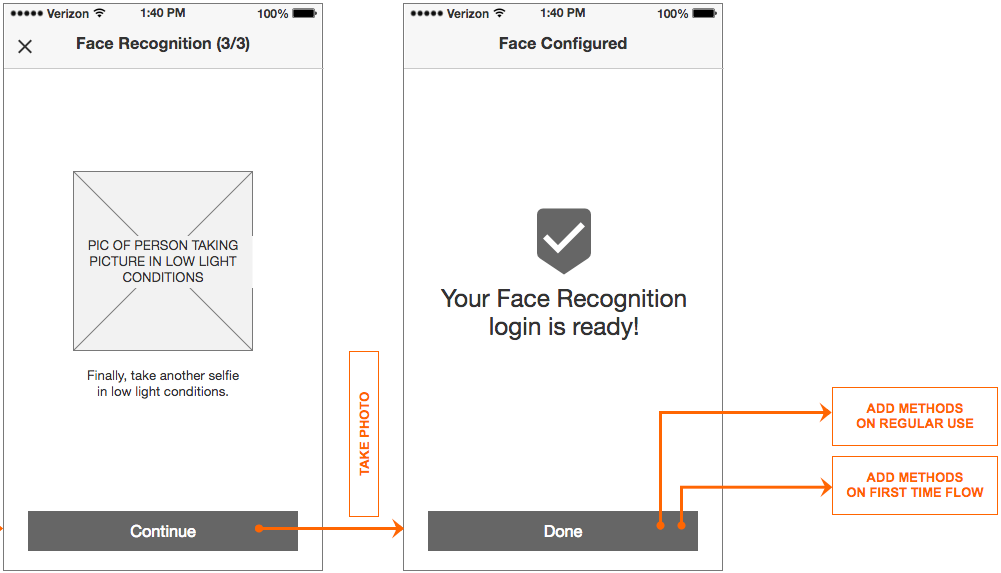 Verizon 1:40 PM 100%
Face Recognition (3/3)
PIC OF PERSON TAKING
PICTURE IN LOW LIGHT
CONDITIONS
Finally, take another selfie
in low light conditions.
Continue
TAKE PHOTO
Verizon 1:40 PM 100%
Face Configured
Your Face Recognition
login is ready!
Done
ADD METHODS
ON REGULAR USE
ADD METHODS
ON FIRST TIME FLOW